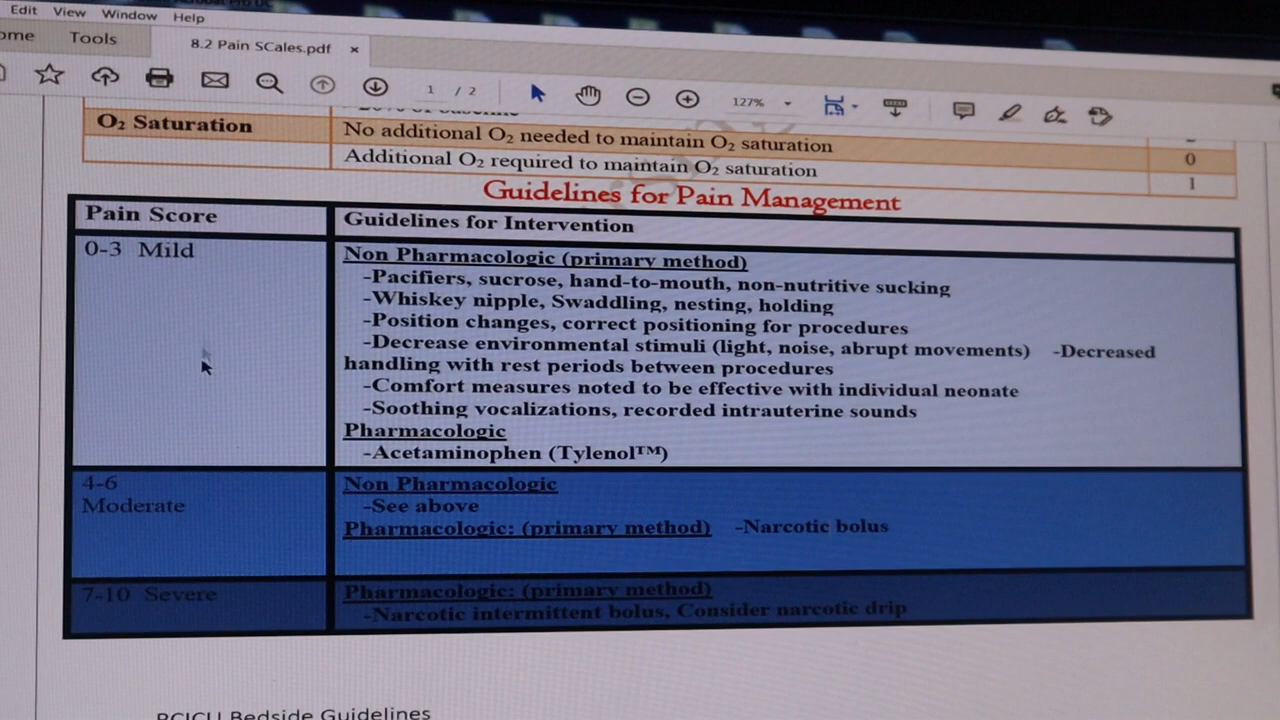 Edit View Window Help
ome Tools 8.2 Pain SCales.pdf ×
1 / 2 127%
O₂ Saturation No additional O₂ needed to maintain O₂ saturation 0
Additional O₂ required to maintain O₂ saturation 1
Guidelines for Pain Management
Pain Score Guidelines for Intervention
0-3 Mild Non Pharmacologic (primary method)
-Pacifiers, sucrose, hand-to-mouth, non-nutritive sucking
-Whiskey nipple, Swaddling, nesting, holding
-Position changes, correct positioning for procedures
-Decrease environmental stimuli (light, noise, abrupt movements) -Decreased
handling with rest periods between procedures
-Comfort measures noted to be effective with individual neonate
-Soothing vocalizations, recorded intrauterine sounds
Pharmacologic
-Acetaminophen (Tylenol™)
4-6 Non Pharmacologic
Moderate -See above
Pharmacologic: (primary method) -Narcotic bolus
7-10 Severe Pharmacologic: (primary method)
-Narcotic intermittent bolus, Consider narcotic drip
PCICU Bedside Guidelines